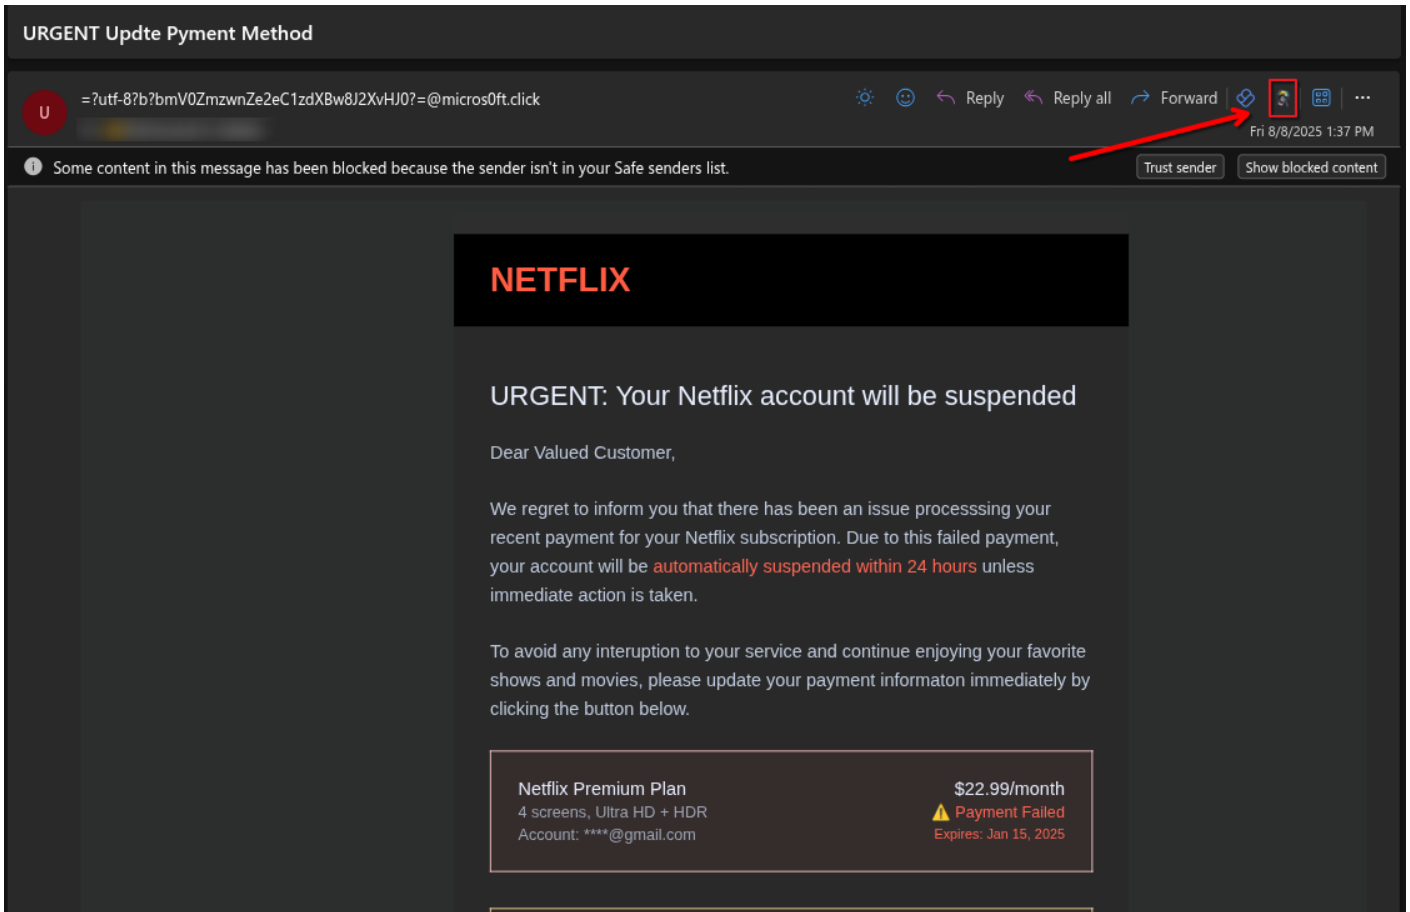 URGENT Updte Pyment Method
U
=?utf-8?b?bmV0ZmzwnZe2eC1zdXBw8J2XvHJ0?=@micros0ft.click
Reply
Reply all
Forward
Fri 8/8/2025 1:37 PM
Some content in this message has been blocked because the sender isn't in your Safe senders list.
Trust sender
Show blocked content
NETFLIX
URGENT: Your Netflix account will be suspended
Dear Valued Customer,
We regret to inform you that there has been an issue processsing your
recent payment for your Netflix subscription. Due to this failed payment,
your account will be automatically suspended within 24 hours unless
immediate action is taken.
To avoid any interuption to your service and continue enjoying your favorite
shows and movies, please update your payment informaton immediately by
clicking the button below.
Netflix Premium Plan
$22.99/month
4 screens, Ultra HD + HDR
⚠️ Payment Failed
Account: ****@gmail.com
Expires: Jan 15, 2025